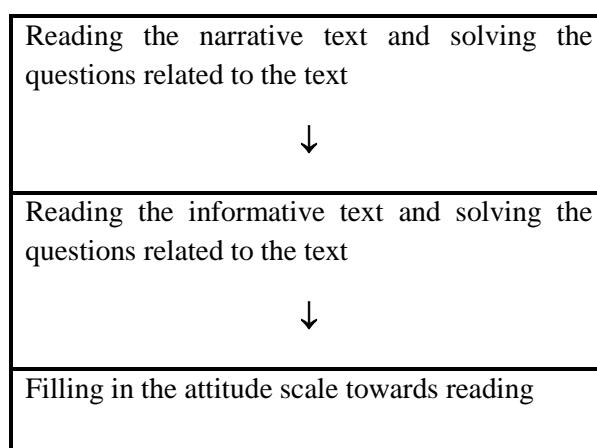 Reading the narrative text and solving the
questions related to the text
↓
Reading the informative text and solving the
questions related to the text
↓
Filling in the attitude scale towards reading